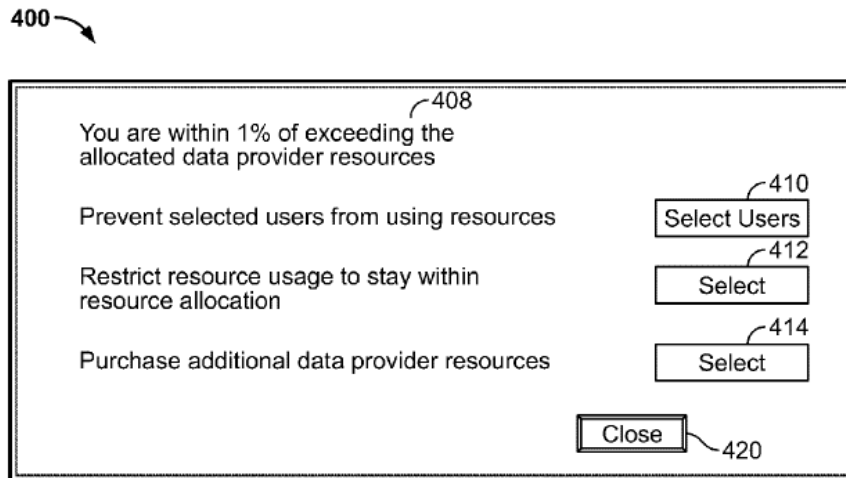 400
408
You are within 1% of exceeding the
allocated data provider resources
410
Prevent selected users from using resources
Select Users
412
Restrict resource usage to stay within
resource allocation
Select
414
Purchase additional data provider resources
Select
Close
420